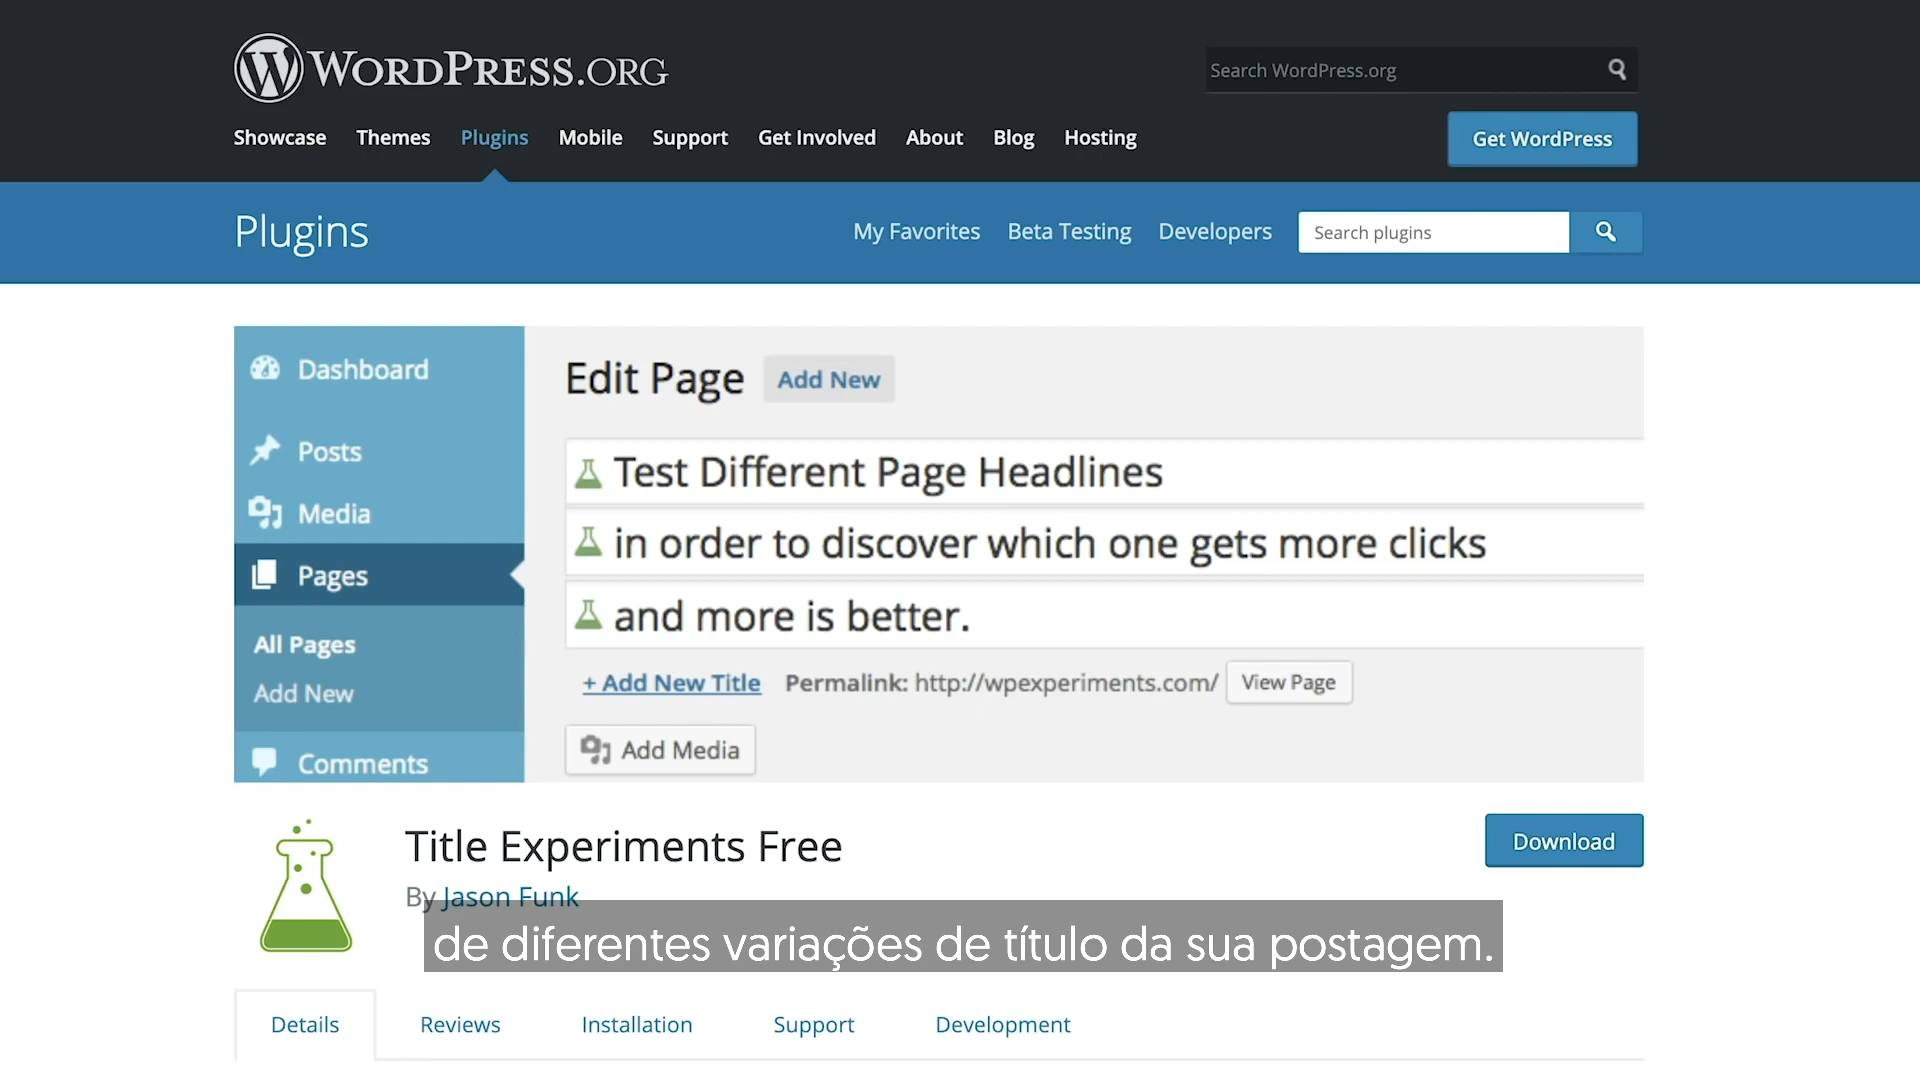 WORDPRESS.ORG
Search WordPress.org
Showcase Themes Plugins Mobile Support Get Involved About Blog Hosting
Get WordPress
Plugins
My Favorites Beta Testing Developers
Search plugins
Dashboard
Posts
Media
Pages
All Pages
Add New
Comments
Edit Page Add New
Test Different Page Headlines
in order to discover which one gets more clicks
and more is better.
+ Add New Title Permalink: http://wpexperiments.com/ View Page
Add Media
Title Experiments Free
Download
By Jason Funk
de diferentes variações de título da sua postagem.
Details Reviews Installation Support Development